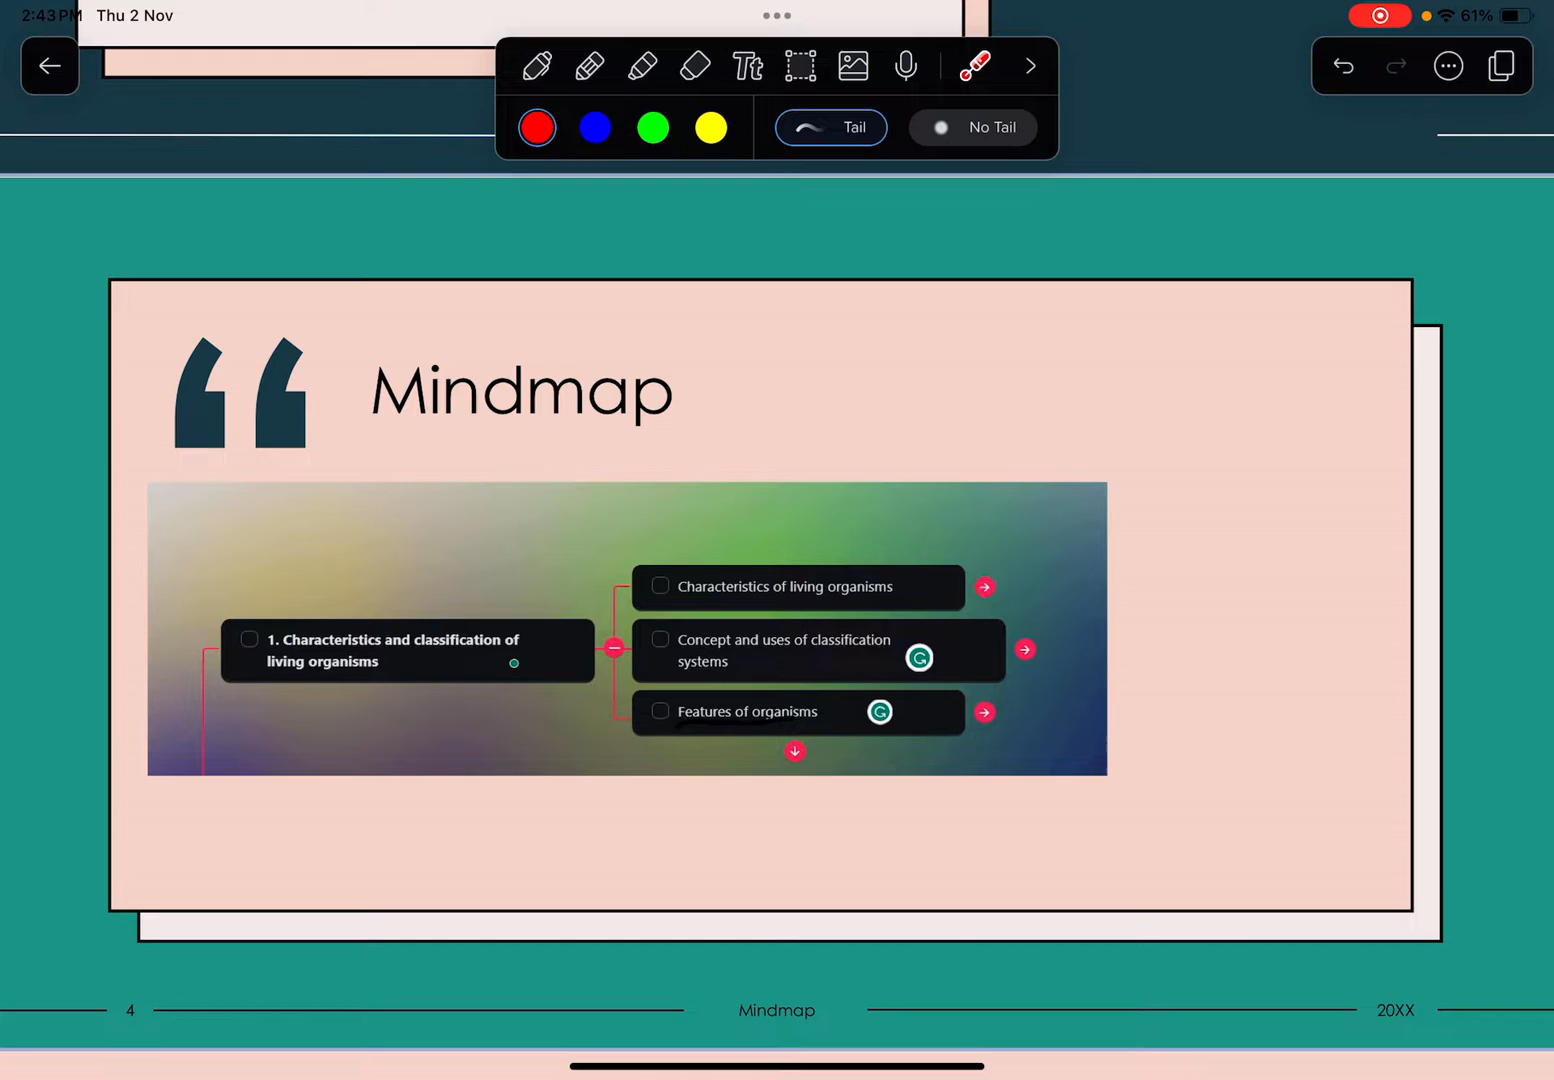 2:43 PM Thu 2 Nov
61%
Tt
Tail
No Tail
Mindmap
1. Characteristics and classification of
living organisms
Characteristics of living organisms
Concept and uses of classification
systems
Features of organisms
4
Mindmap
20XX